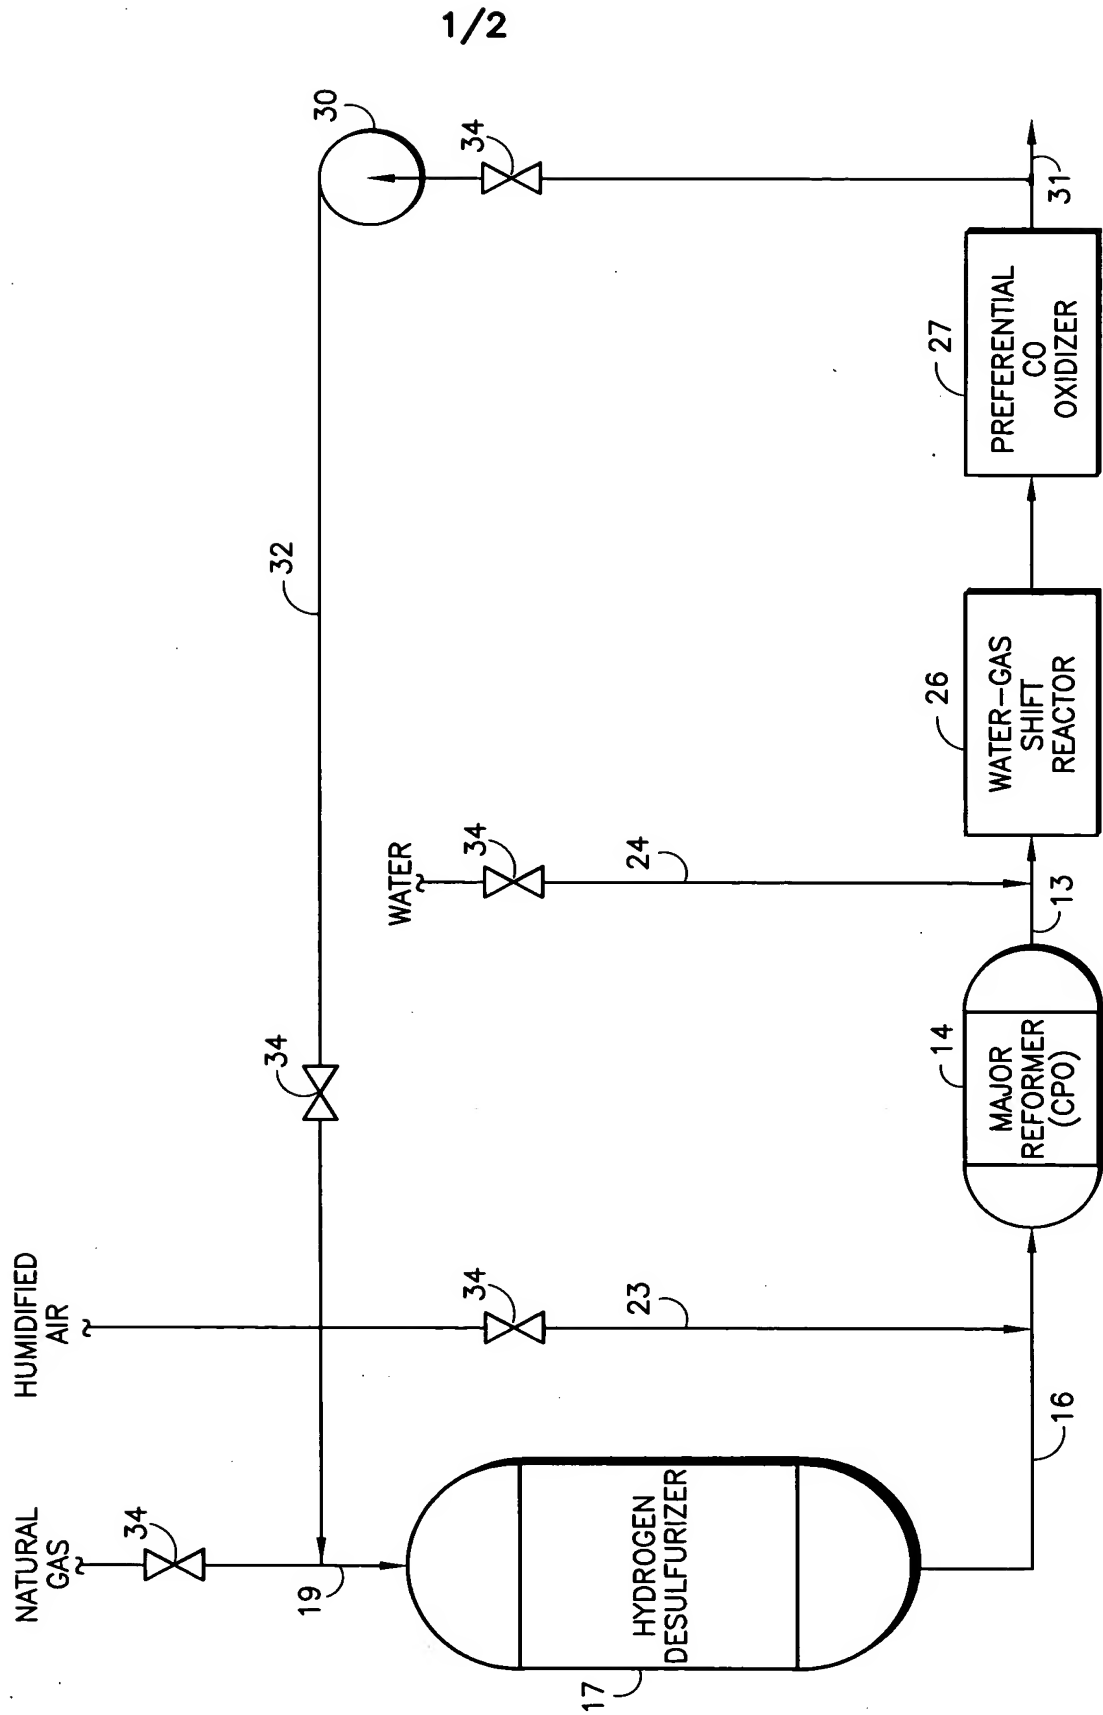 1/2
NATURAL
GAS
34
19
17
HYDROGEN
DESULFURIZER
16
HUMIDIFIED
AIR
34
23
34
14
MAJOR
REFORMER
(CPO)
13
WATER
34
24
26
WATER-GAS
SHIFT
REACTOR
32
27
PREFERENTIAL
CO
OXIDIZER
30
34
31